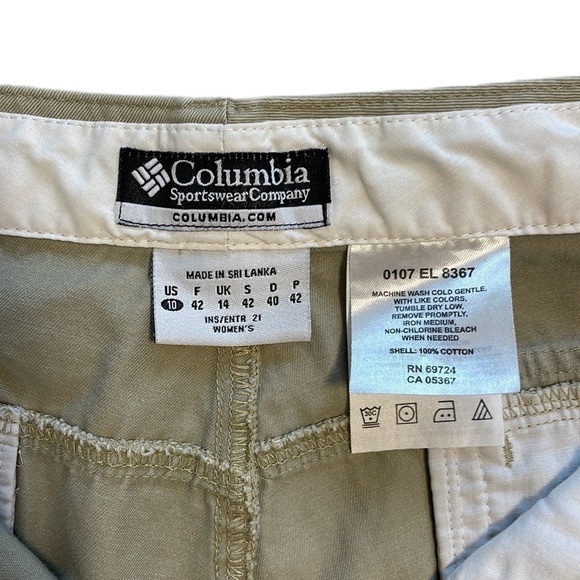 Columbia
Sportswear Company
COLUMBIA.COM
MADE IN SRI LANKA
US F UK S D P
10 42 14 42 40 42
INS/ENTR 21
WOMEN'S
0107 EL 8367
MACHINE WASH COLD GENTLE,
WITH LIKE COLORS,
TUMBLE DRY LOW,
REMOVE PROMPTLY,
IRON MEDIUM,
NON-CHLORINE BLEACH
WHEN NEEDED
SHELL: 100% COTTON
RN 69724
CA 05367
30C